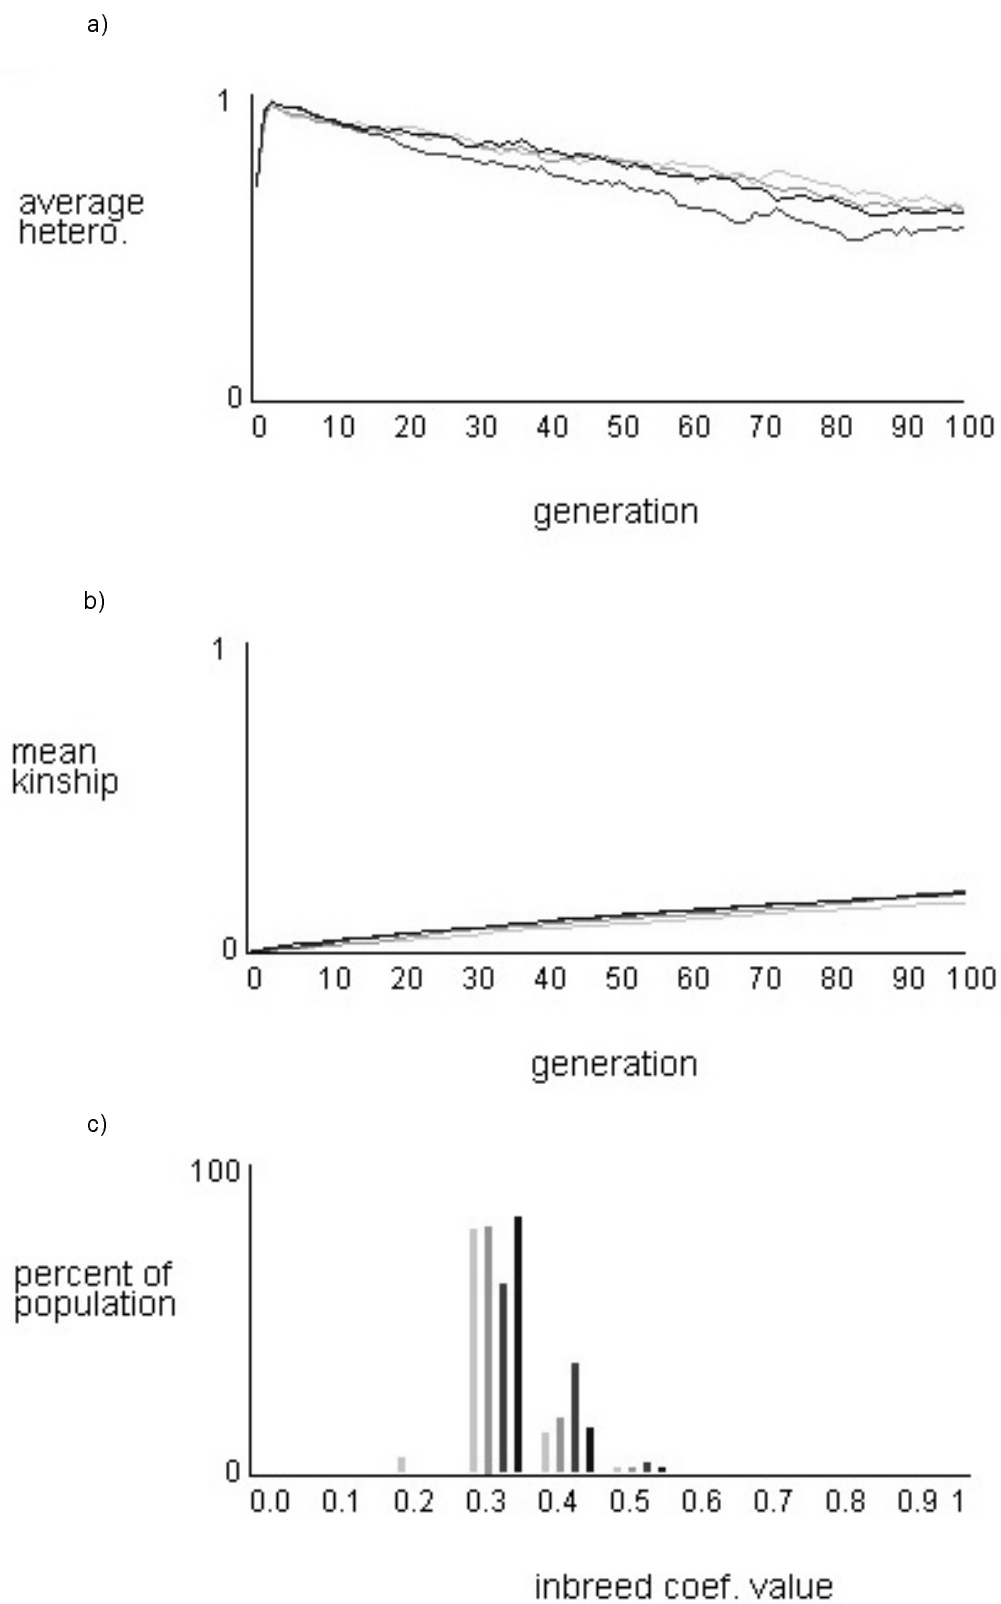 a)
1
average
hetero.
0
0 10 20 30 40 50 60 70 80 90 100
generation
b)
1
mean
kinship
0
0 10 20 30 40 50 60 70 80 90 100
generation
c)
100
percent of
population
0
0.0 0.1 0.2 0.3 0.4 0.5 0.6 0.7 0.8 0.9 1
inbreed coef. value